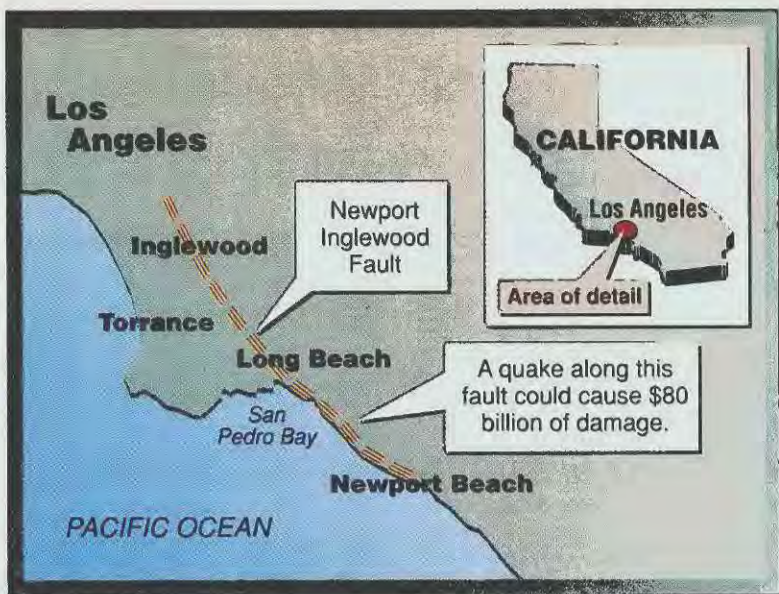 Los
Angeles
Inglewood
Torrance
Long Beach
San
Pedro Bay
Newport Beach
PACIFIC OCEAN
Newport
Inglewood
Fault
A quake along this
fault could cause $80
billion of damage.
CALIFORNIA
Los Angeles
Area of detail